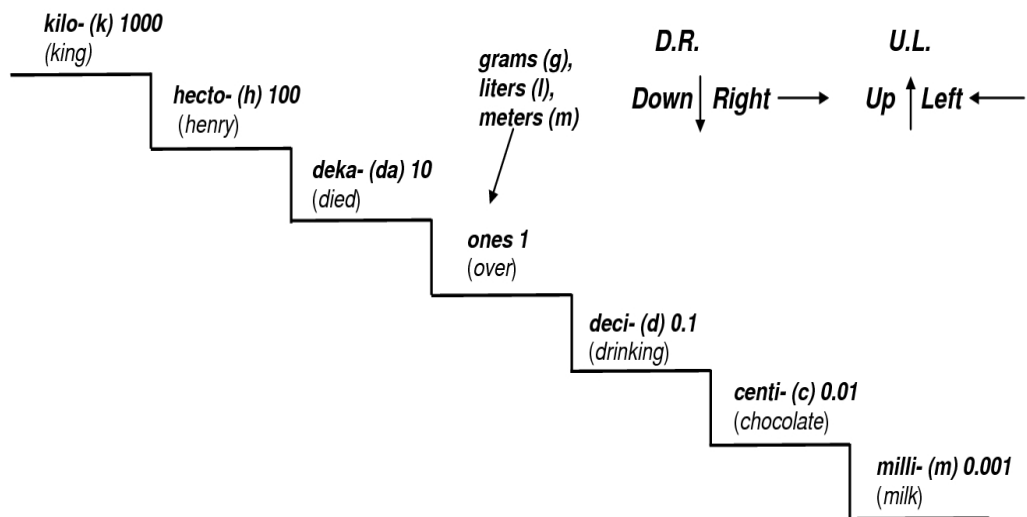 kilo- (k) 1000
(king)
hecto- (h) 100
(henry)
deka- (da) 10
(died)
grams (g),
liters (l),
meters (m)
ones 1
(over)
deci- (d) 0.1
(drinking)
centi- (c) 0.01
(chocolate)
milli- (m) 0.001
(milk)
D.R.
Down Right
U.L.
Up Left